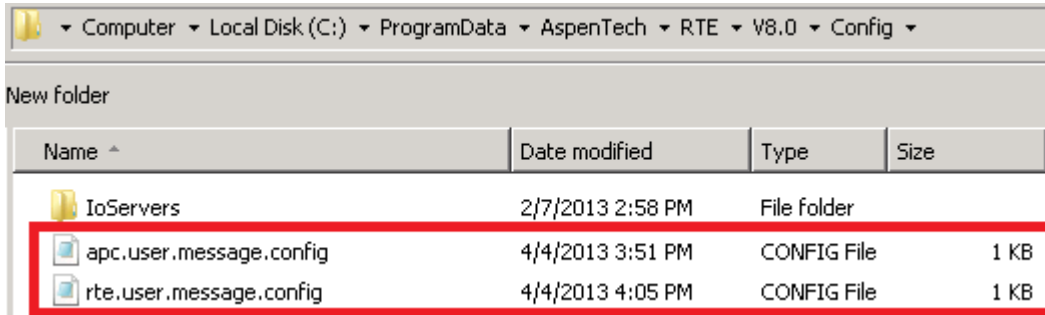 Computer Local Disk (C:) ProgramData AspenTech RTE V8.0 Config
New folder
Name Date modified Type Size
IoServers 2/7/2013 2:58 PM File folder
apc.user.message.config 4/4/2013 3:51 PM CONFIG File 1 KB
rte.user.message.config 4/4/2013 4:05 PM CONFIG File 1 KB